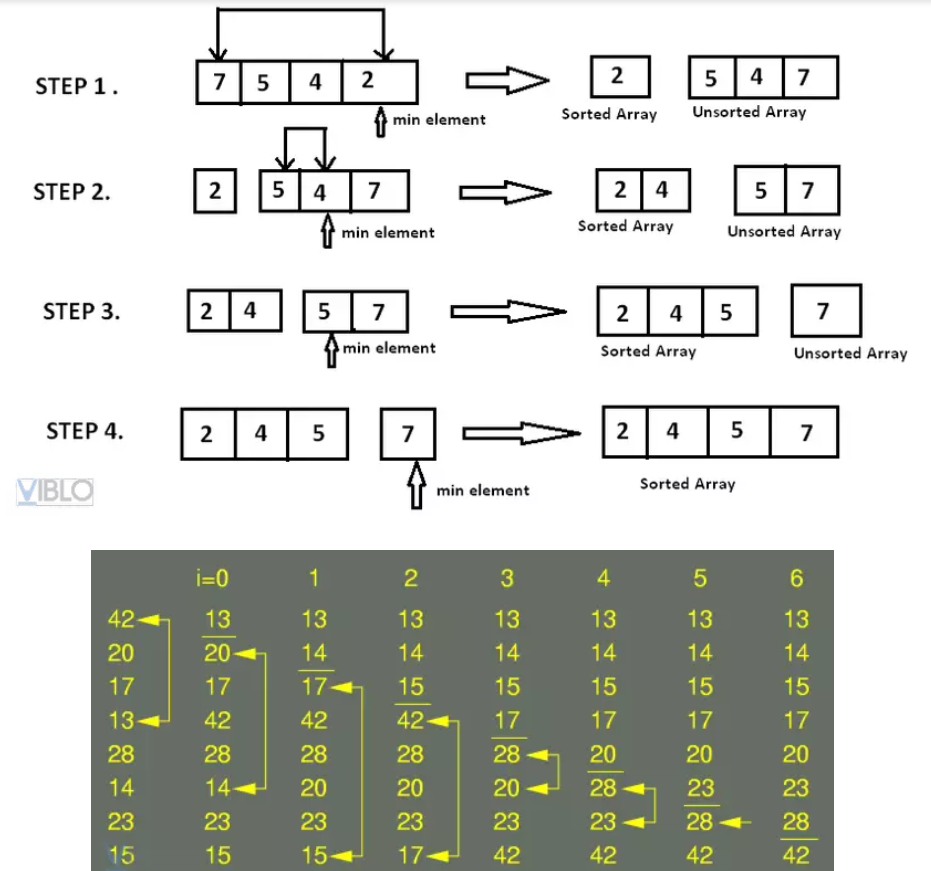 STEP 1. 7 5 4 2 2 5 4 7
min element Sorted Array Unsorted Array
STEP 2. 2 5 4 7 2 4 5 7
min element Sorted Array Unsorted Array
STEP 3. 2 4 5 7 2 4 5 7
min element Sorted Array Unsorted Array
STEP 4. 2 4 5 7 2 4 5 7
min element Sorted Array
VIBLO
i=0 1 2 3 4 5 6
42 13 13 13 13 13 13 13
20 20 14 14 14 14 14 14
17 17 17 15 15 15 15 15
13 42 42 42 17 17 17 17
28 28 28 28 28 20 20 20
14 14 20 20 20 28 23 23
23 23 23 23 23 23 28 28
15 15 15 17 42 42 42 42